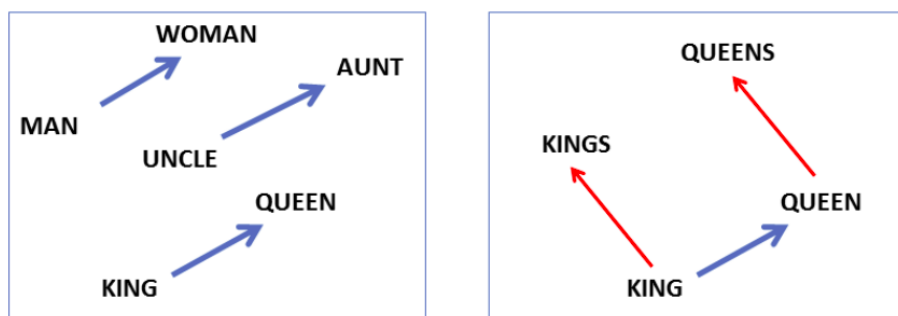 WOMAN
AUNT
MAN
UNCLE
QUEEN
KING
QUEENS
KINGS
QUEEN
KING